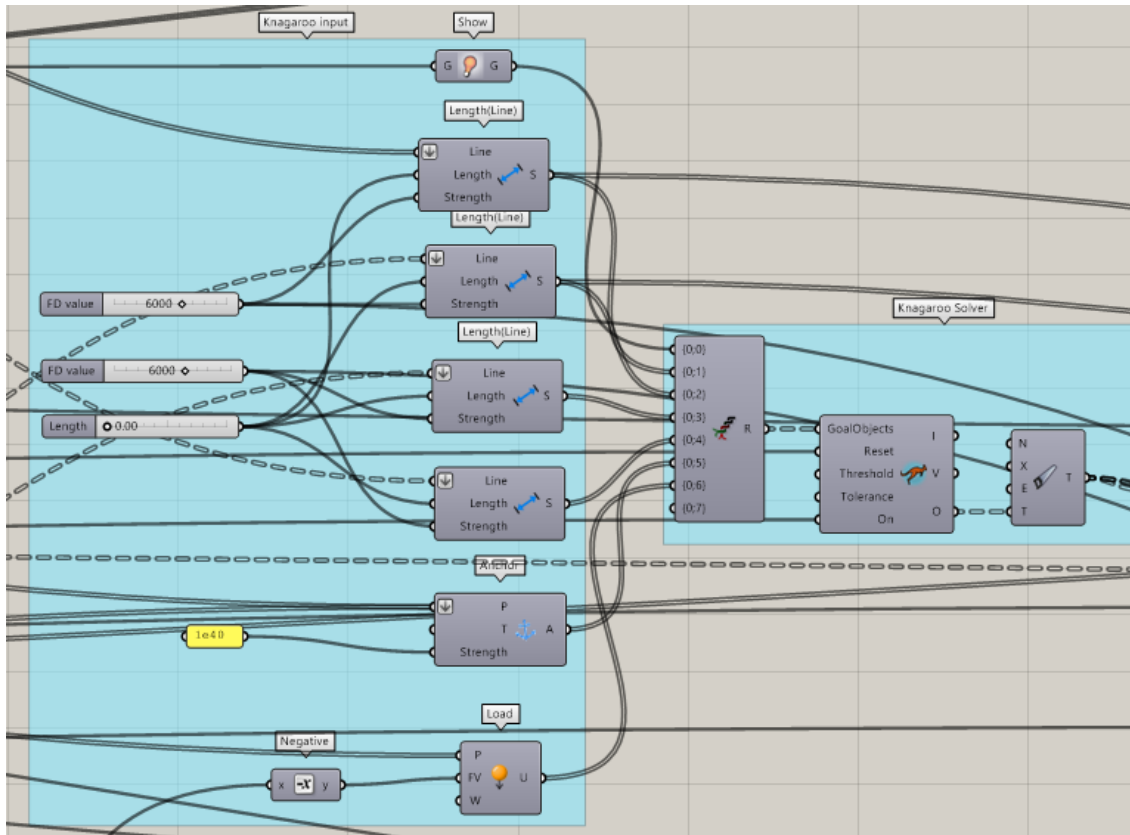 Knagaroo input
Show
G G
Length(Line)
Line
Length S
Strength
Length(Line)
Line
Length S
Strength
FD value 6000
Length(Line)
FD value 6000
Line
Length S
Strength
Length 0.00
Line
Length S
Strength
Anchor
P
T A
Strength
1e40
Load
P
FV U
W
Negative
x -x y
Knagaroo Solver
{0;0}
{0;1}
{0;2}
{0;3}
{0;4}
{0;5}
{0;6}
{0;7}
R
GoalObjects
Reset
Threshold
Tolerance
On
I
V
O
N
X
E
T
T